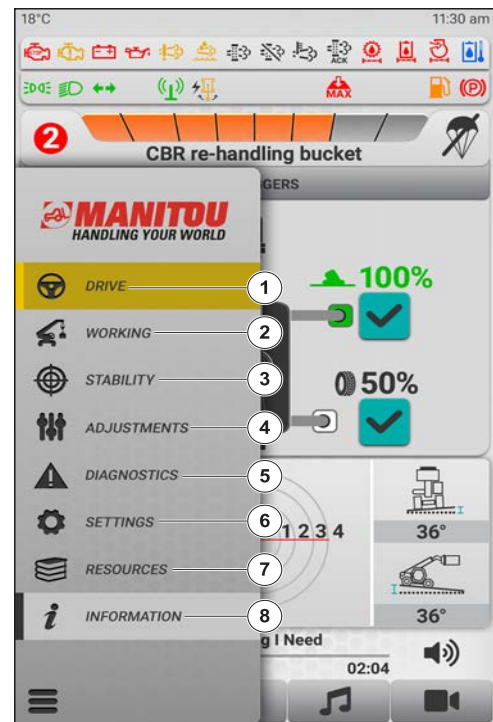 18°C 11:30 am
STOP
ACK
MAX
(P)
2
CBR re-handling bucket
GGERS
MANITOU
HANDLING YOUR WORLD
DRIVE 1
100%
WORKING 2
STABILITY 3
50%
ADJUSTMENTS 4
DIAGNOSTICS 5
SETTINGS 6
1 2 3 4
36°
RESOURCES 7
i INFORMATION 8
36°
g I Need
02:04